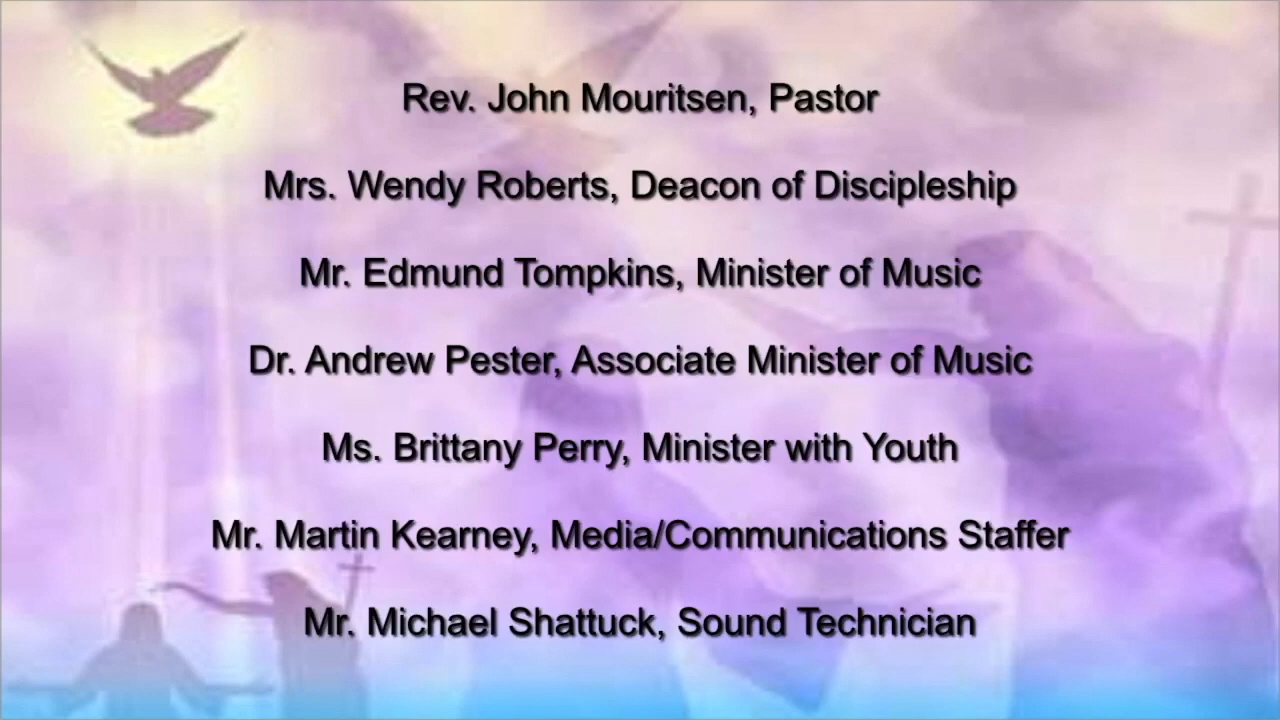 Rev. John Mouritsen, Pastor
Mrs. Wendy Roberts, Deacon of Discipleship
Mr. Edmund Tompkins, Minister of Music
Dr. Andrew Pester, Associate Minister of Music
Ms. Brittany Perry, Minister with Youth
Mr. Martin Kearney, Media/Communications Staffer
Mr. Michael Shattuck, Sound Technician